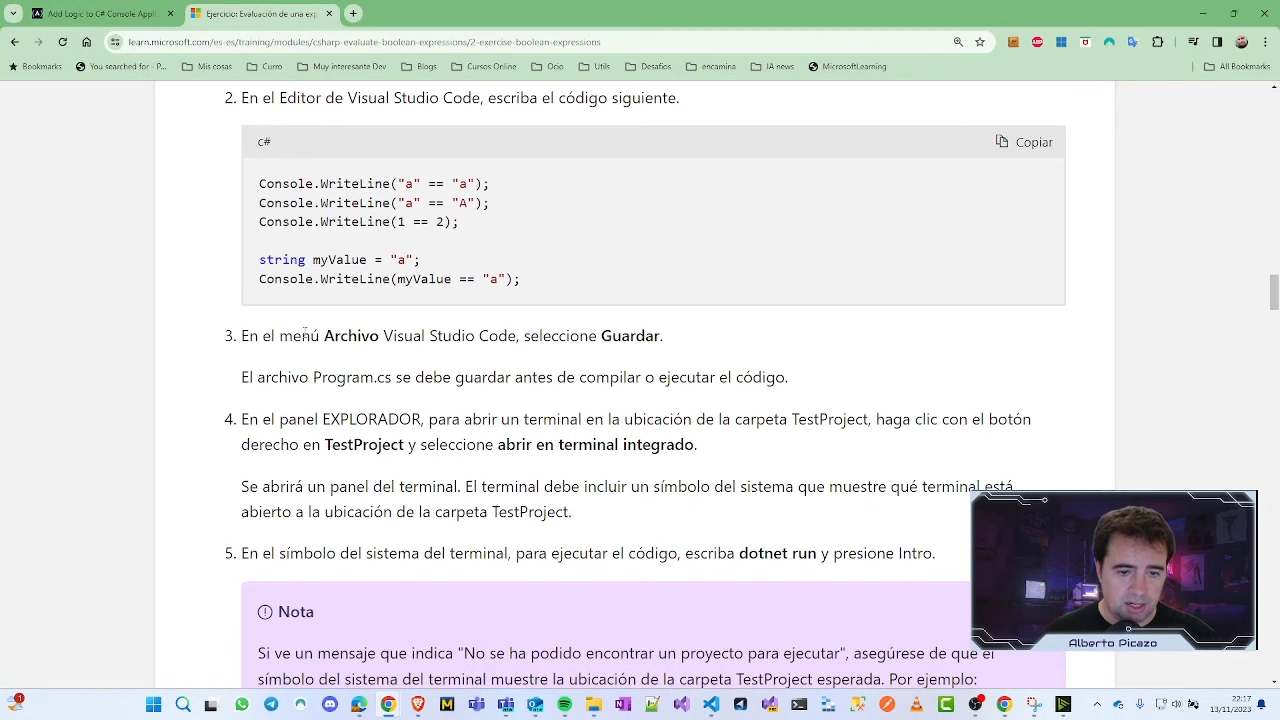 Add Logic to C# Console Appli
Ejercicio: Evaluación de una exp
learn.microsoft.com/es-es/training/modules/csharp-evaluate-boolean-expressions/2-exercise-boolean-expressions
Bookmarks
You searched for - P...
Mis cosas
Curro
Muy interesante Dev
Blogs
Cursos Online
Ocio
Utils
Desafios
encamina
IA news
MicrosoftLearning
All Bookmarks
2. En el Editor de Visual Studio Code, escriba el código siguiente.
c#
Copiar
Console.WriteLine("a" == "a");
Console.WriteLine("a" == "A");
Console.WriteLine(1 == 2);
string myValue = "a";
Console.WriteLine(myValue == "a");
3. En el menú Archivo Visual Studio Code, seleccione Guardar.
El archivo Program.cs se debe guardar antes de compilar o ejecutar el código.
4. En el panel EXPLORADOR, para abrir un terminal en la ubicación de la carpeta TestProject, haga clic con el botón
derecho en TestProject y seleccione abrir en terminal integrado.
Se abrirá un panel del terminal. El terminal debe incluir un símbolo del sistema que muestre qué terminal está
abierto a la ubicación de la carpeta TestProject.
5. En el símbolo del sistema del terminal, para ejecutar el código, escriba dotnet run y presione Intro.
Nota
Si ve un mensaje que indica "No se ha podido encontrar un proyecto para ejecutar", asegúrese de que el
símbolo del sistema del terminal muestre la ubicación de la carpeta TestProject esperada. Por ejemplo:
Alberto Picazo
22:17
13/11/2023